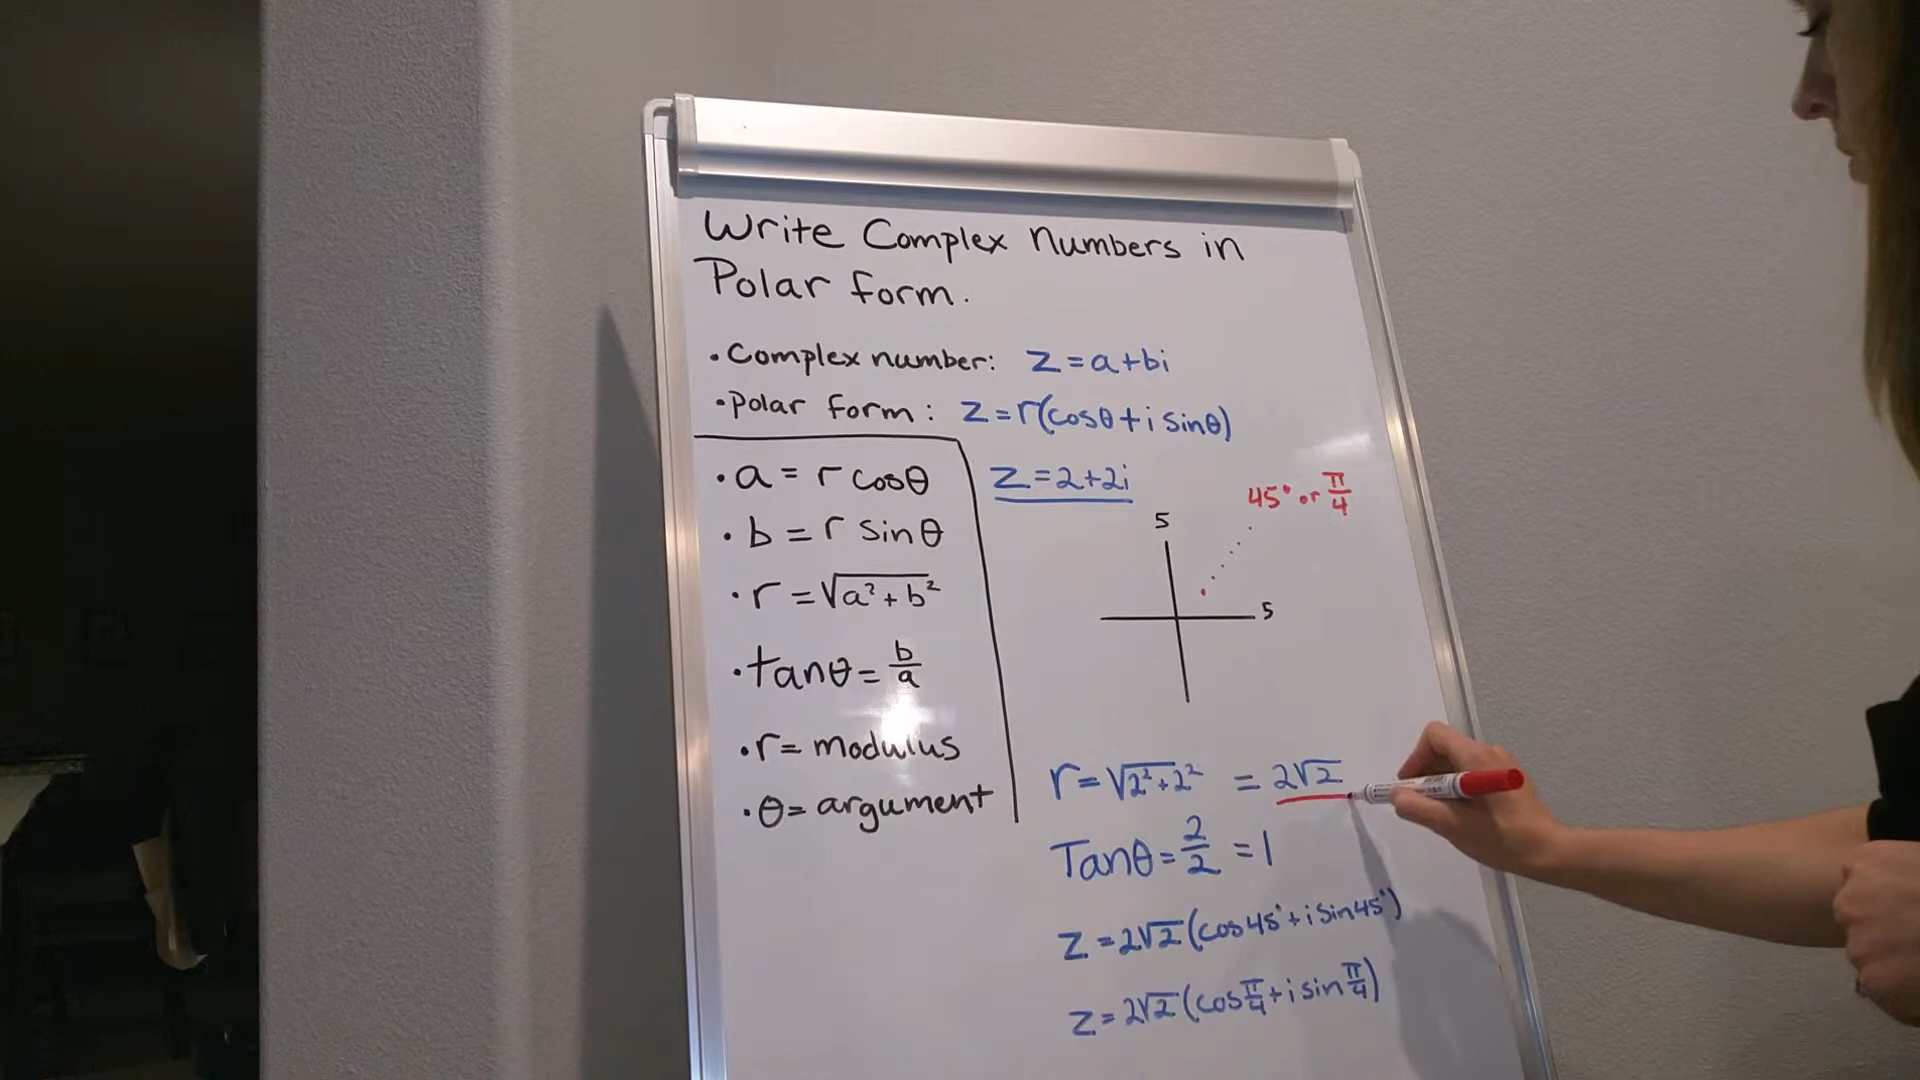 Write Complex Numbers in
Polar form.
• Complex number: Z = a+bi
• Polar form: Z = r(cosθ + i sinθ)
• a = r cosθ
• b = r sinθ
• r = √a² + b²
• tanθ = b/a
• r = modulus
• θ = argument
Z = 2+2i
45° or π/4
5
5
r = √2²+2² = 2√2
Tanθ = 2/2 = 1
Z = 2√2 (cos45° + i sin45°)
Z = 2√2 (cos π/4 + i sin π/4)